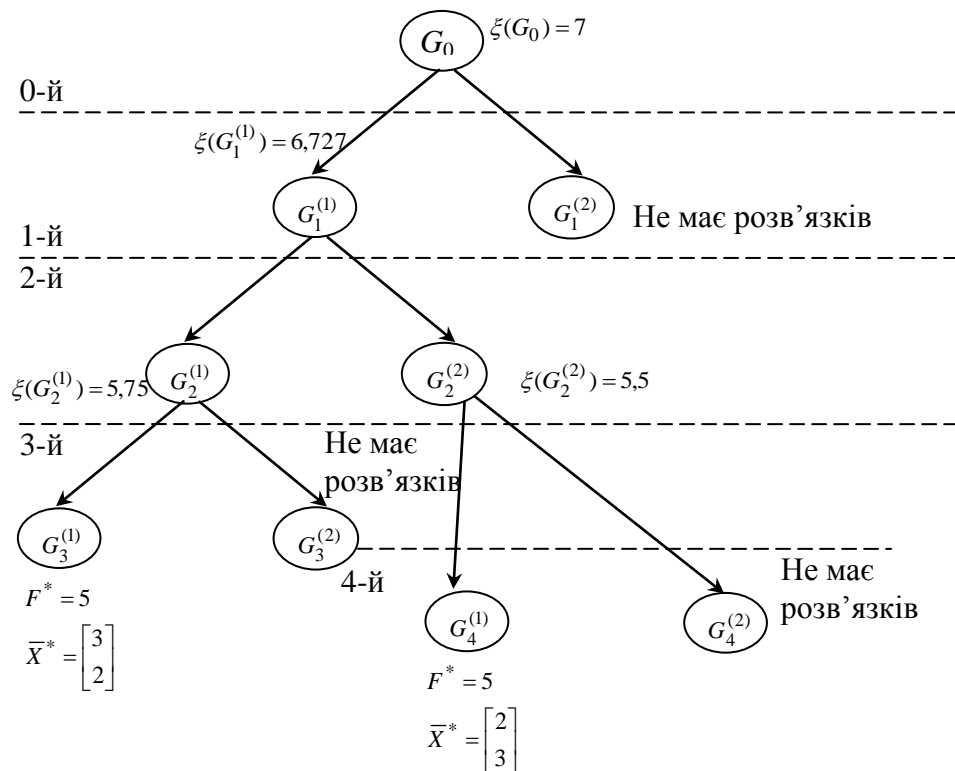 G₀
ξ(G₀) = 7
0-й
ξ(G₁⁽¹⁾) = 6,727
G₁⁽¹⁾
G₁⁽²⁾
Не має розв’язків
1-й
2-й
ξ(G₂⁽¹⁾) = 5,75
G₂⁽¹⁾
G₂⁽²⁾
ξ(G₂⁽²⁾) = 5,5
3-й
Не має
розв’язків
G₃⁽¹⁾
G₃⁽²⁾
4-й
Не має
розв’язків
F* = 5
X̅* = [3
2]
G₄⁽¹⁾
G₄⁽²⁾
F* = 5
X̅* = [2
3]